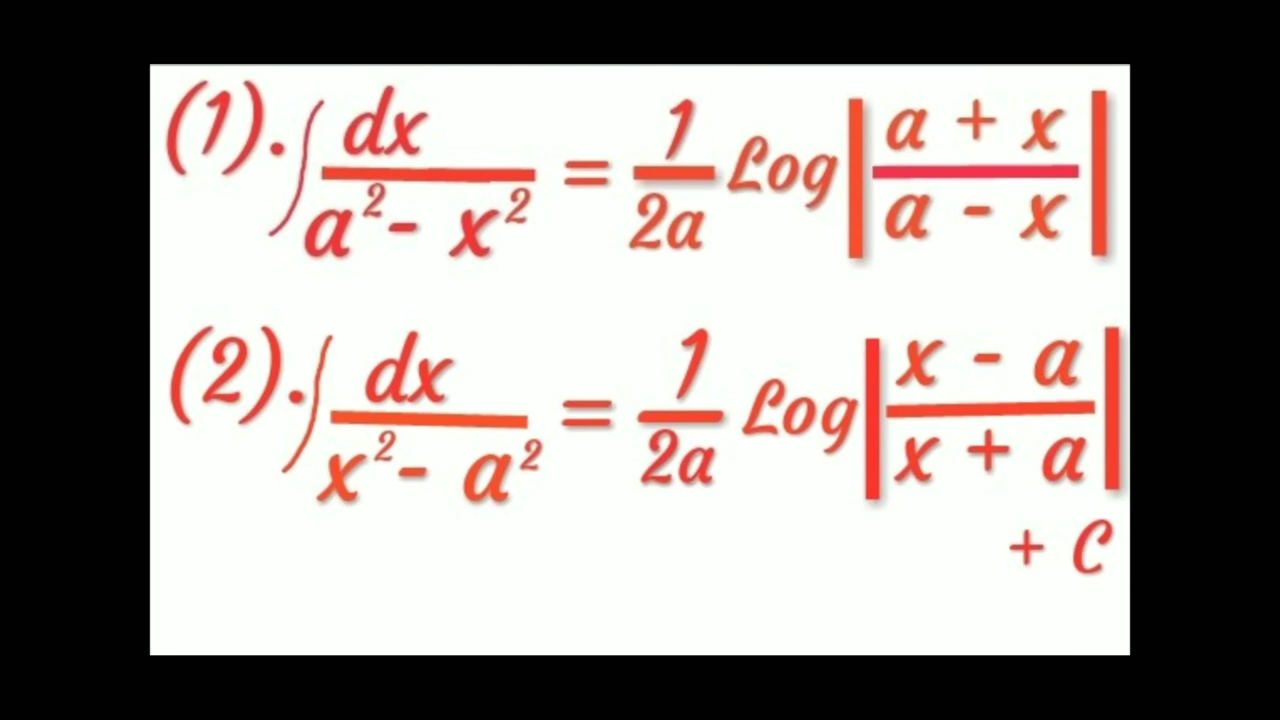 (1). ∫ dx / a² - x² = 1 / 2a Log | a + x / a - x |
(2). ∫ dx / x² - a² = 1 / 2a Log | x - a / x + a |
+ C